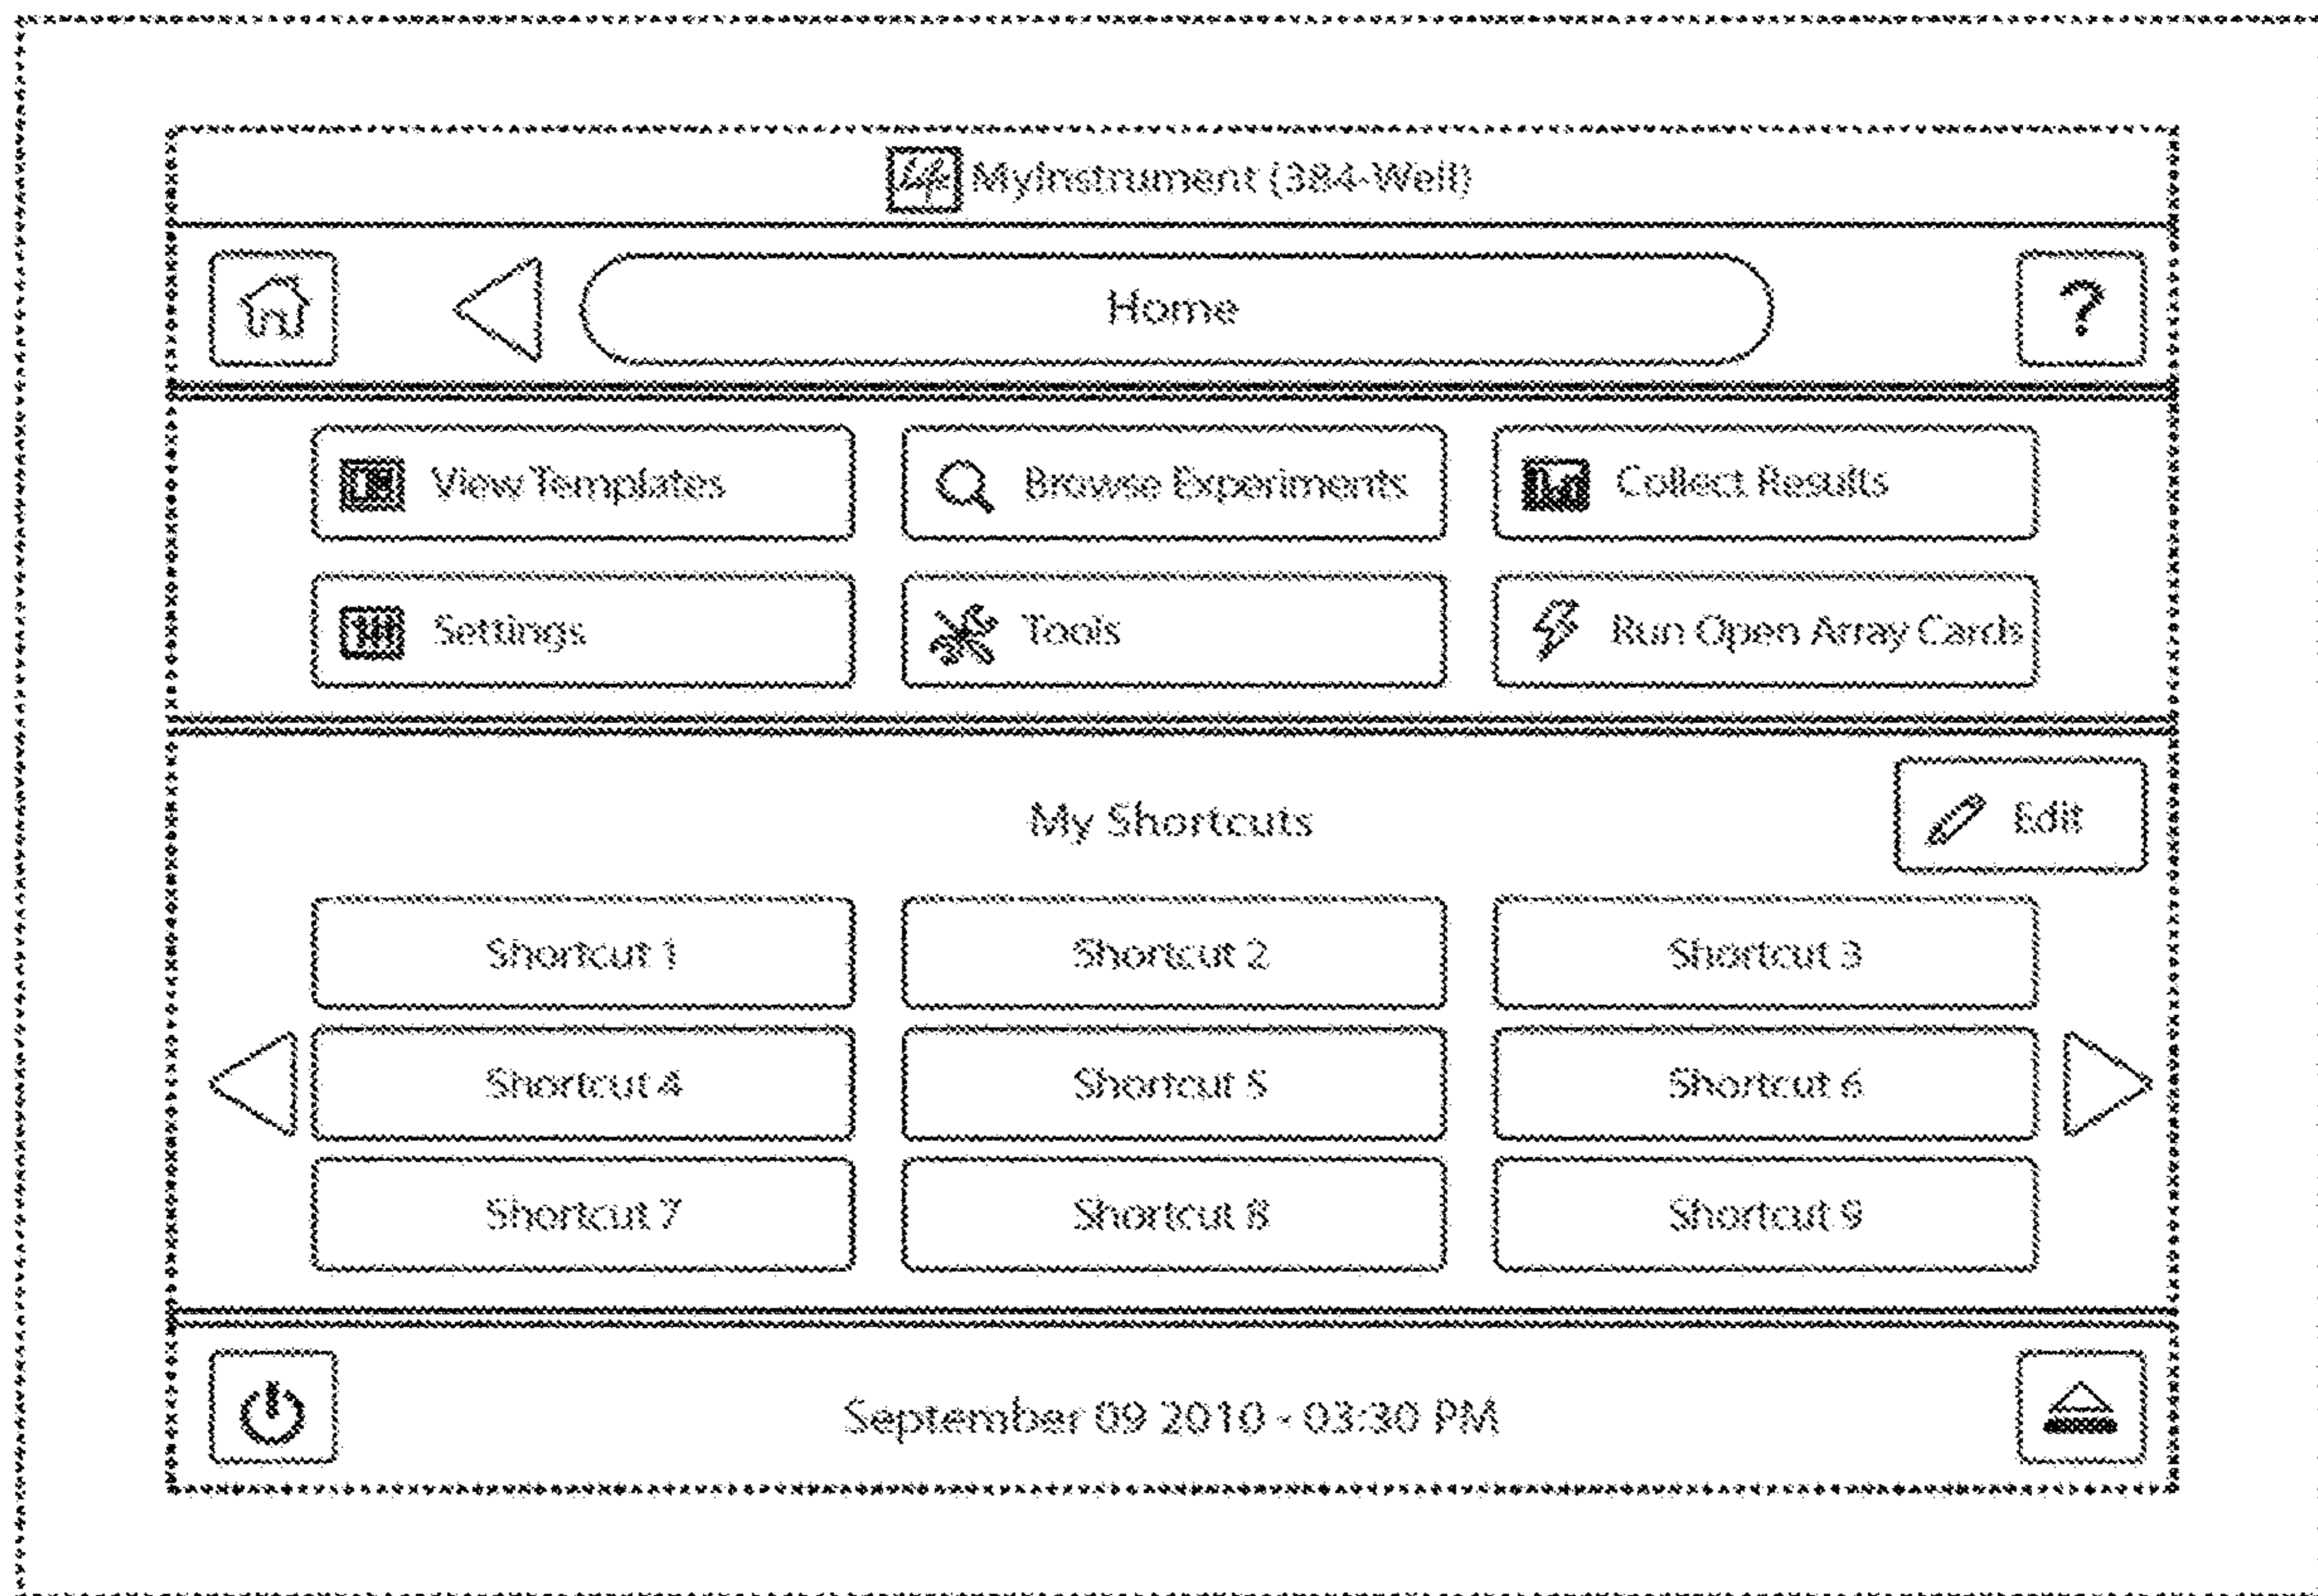 MyInstrument (384-Well)
Home
?
View Templates
Browse Experiments
Collect Results
Settings
Tools
Run Open Array Cards
My Shortcuts
Edit
Shortcut 1
Shortcut 2
Shortcut 3
Shortcut 4
Shortcut 5
Shortcut 6
Shortcut 7
Shortcut 8
Shortcut 9
September 09 2010 - 03:30 PM